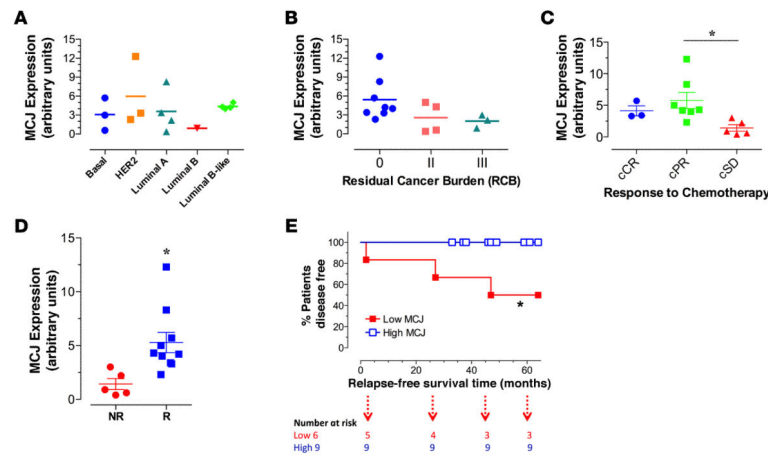 A
MCJ Expression
(arbitrary units)
15
12
9
6
3
0
Basal
HER2
Luminal A
Luminal B
Luminal B-like
B
MCJ Expression
(arbitrary units)
15
12
9
6
3
0
0
II
III
Residual Cancer Burden (RCB)
C
MCJ Expression
(arbitrary units)
15
10
5
0
*
cCR
cPR
cSD
Response to Chemotherapy
D
MCJ Expression
(arbitrary units)
15
10
5
0
*
NR
R
E
% Patients
disease free
100
80
60
40
20
0
Low MCJ
High MCJ
*
0 20 40 60
Relapse-free survival time (months)
Number at risk
Low 6 5 4 3 3
High 9 9 9 9 9